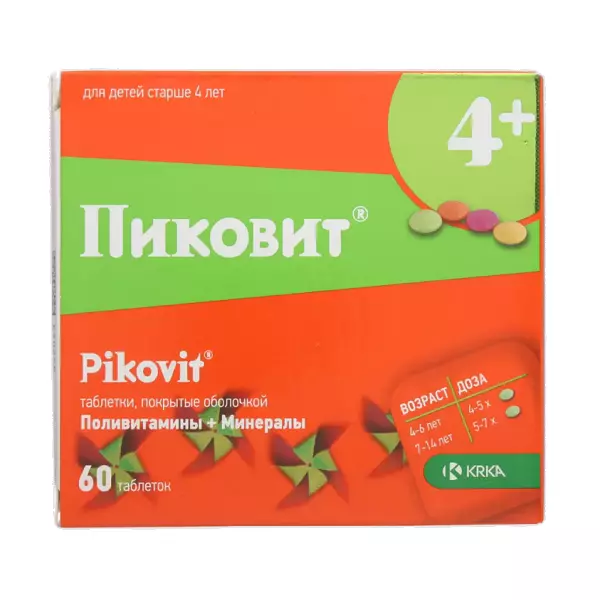 для детей старше 4 лет
4+
Пиковит®
Pikovit®
таблетки, покрытые оболочкой
Поливитамины + Минералы
60 таблеток
ВОЗРАСТ ДОЗА
4-6 лет 4-5 x
7-14 лет 5-7 x
KRKA